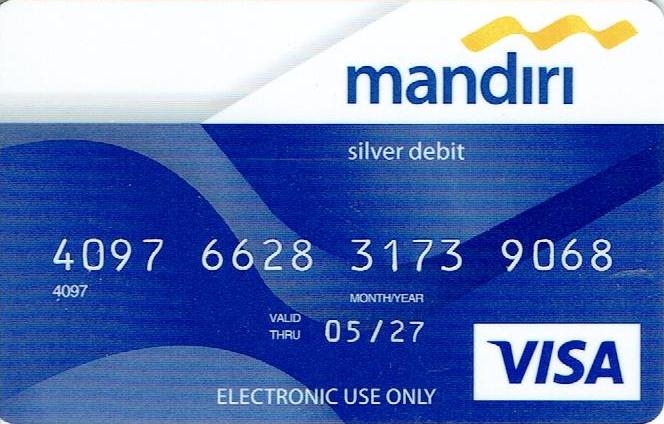 mandiri
silver debit
4097 6628 3173 9068
4097
MONTH/YEAR
VALID
THRU 05/27
VISA
ELECTRONIC USE ONLY